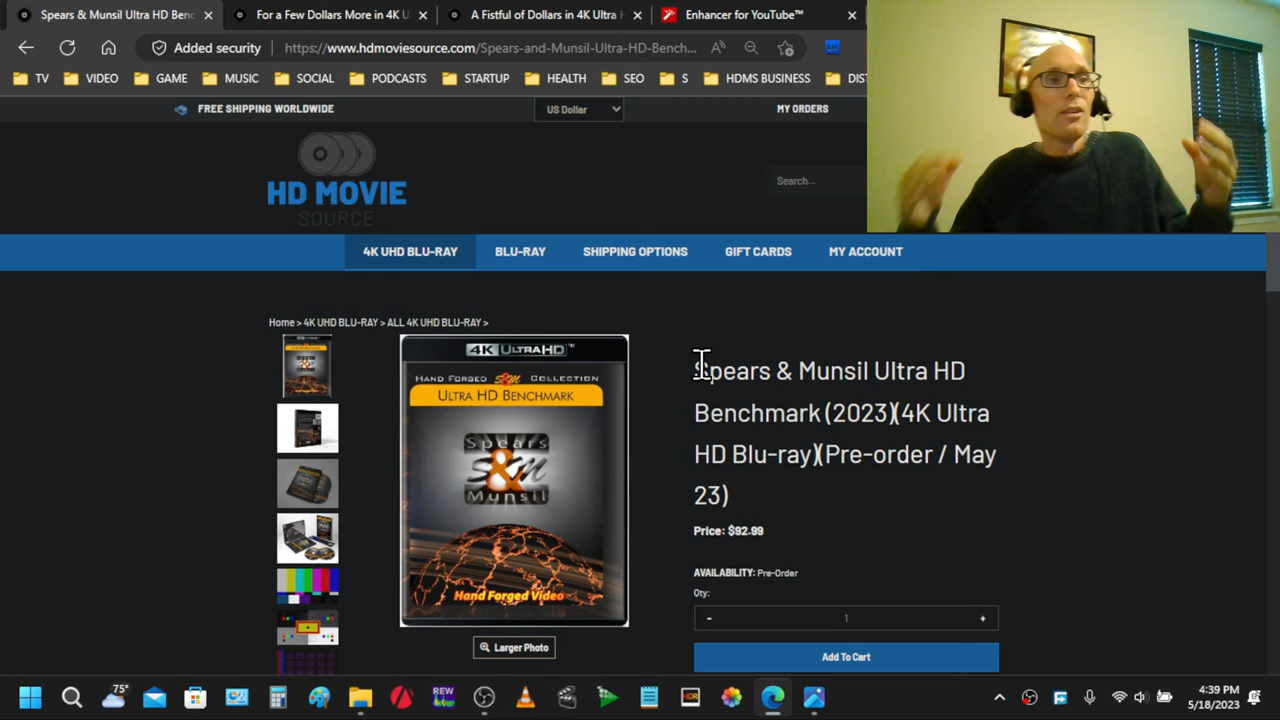 Spears & Munsil Ultra HD Benc
For a Few Dollars More in 4K U
A Fistful of Dollars in 4K Ultra H
Enhancer for YouTube™
Added security
https://www.hdmoviesource.com/Spears-and-Munsil-Ultra-HD-Bench...
TV
VIDEO
GAME
MUSIC
SOCIAL
PODCASTS
STARTUP
HEALTH
SEO
S
HDMS BUSINESS
DIS
FREE SHIPPING WORLDWIDE
US Dollar
MY ORDERS
HD MOVIE
SOURCE
Search...
4K UHD BLU-RAY
BLU-RAY
SHIPPING OPTIONS
GIFT CARDS
MY ACCOUNT
Home > 4K UHD BLU-RAY > ALL 4K UHD BLU-RAY >
4K ULTRA HD™
HAND FORGED S&M COLLECTION
ULTRA HD BENCHMARK
Spears
S&M
Munsil
Hand Forged Video
Larger Photo
Spears & Munsil Ultra HD
Benchmark (2023)(4K Ultra
HD Blu-ray)(Pre-order / May
23)
Price: $92.99
AVAILABILITY: Pre-Order
Qty:
- 1 +
Add To Cart
75°
REW
HDR
4:39 PM
5/18/2023